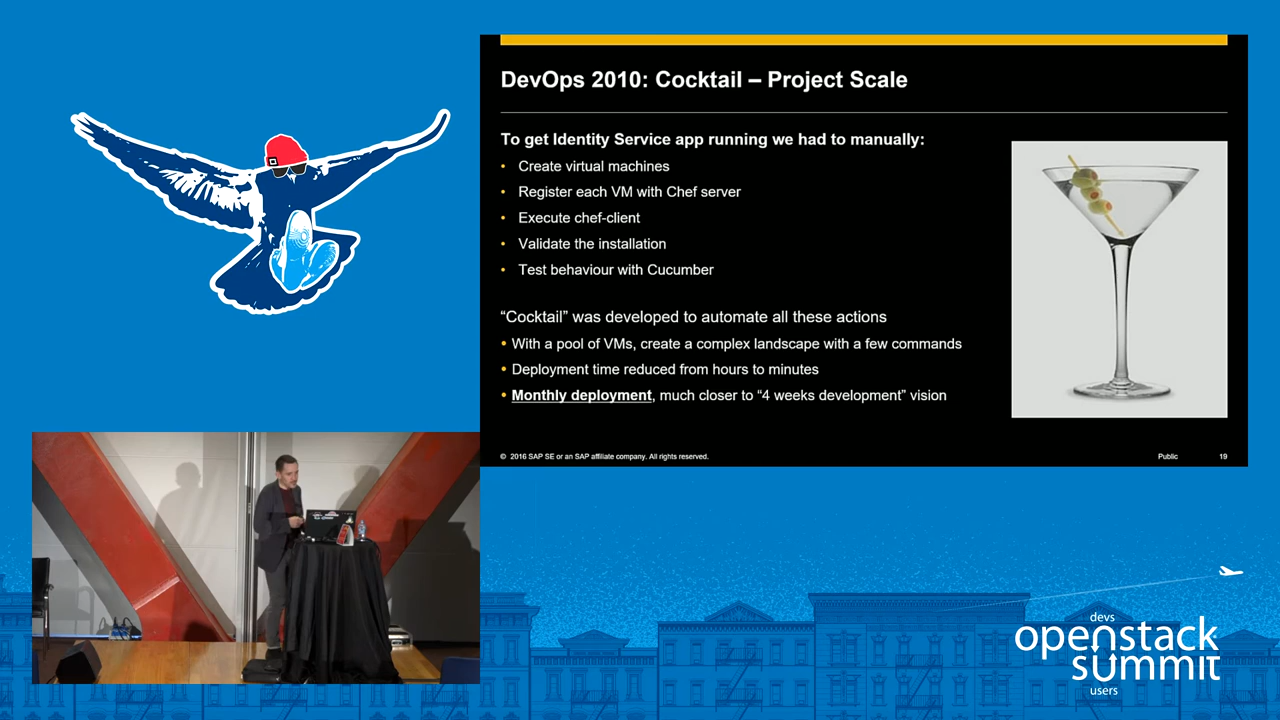 DevOps 2010: Cocktail – Project Scale
To get Identity Service app running we had to manually:
• Create virtual machines
• Register each VM with Chef server
• Execute chef-client
• Validate the installation
• Test behaviour with Cucumber
“Cocktail” was developed to automate all these actions
• With a pool of VMs, create a complex landscape with a few commands
• Deployment time reduced from hours to minutes
• Monthly deployment, much closer to “4 weeks development” vision
© 2016 SAP SE or an SAP affiliate company. All rights reserved.
Public
19
devs
openstack
summit
users